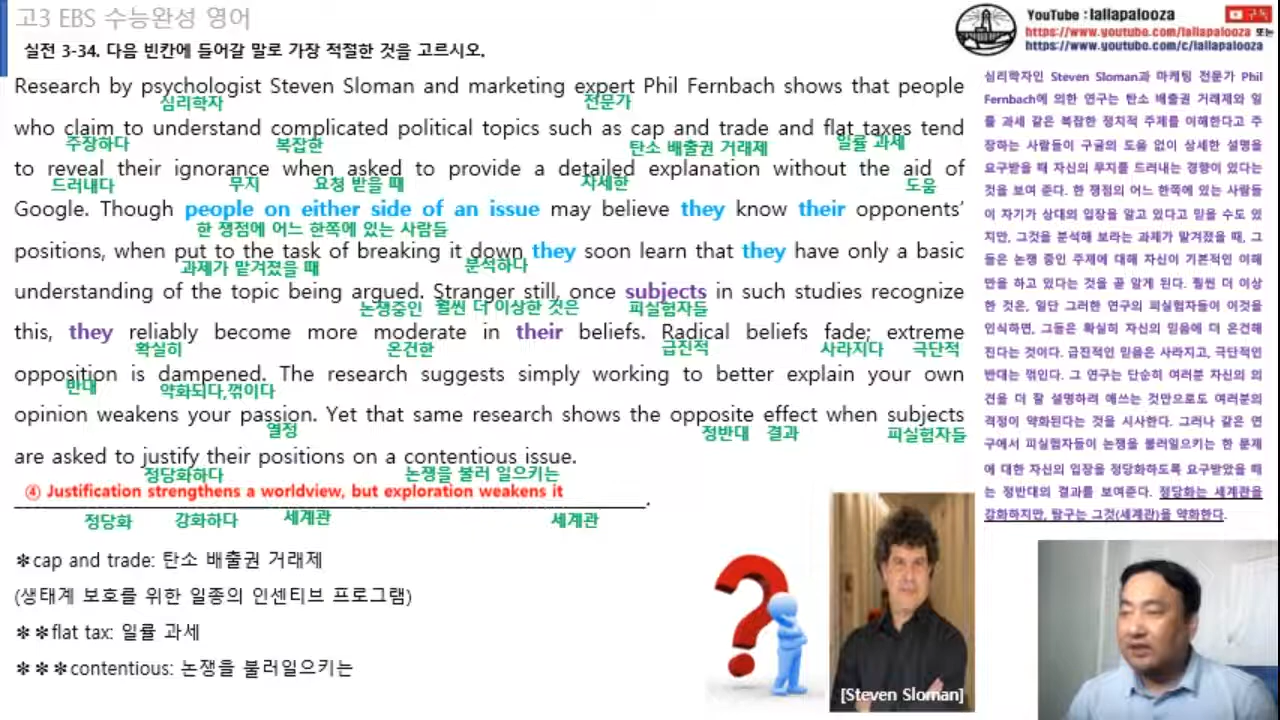 고3 EBS 수능완성 영어
실전 3-34. 다음 빈칸에 들어갈 말로 가장 적절한 것을 고르시오.
YouTube : lallapalooza
구독
https://www.youtube.com/lallapalooza 또는
https://www.youtube.com/c/lallapalooza
Research by psychologist Steven Sloman and marketing expert Phil Fernbach shows that people
심리학자 전문가
who claim to understand complicated political topics such as cap and trade and flat taxes tend
주장하다 복잡한 탄소 배출권 거래제 일률 과세
to reveal their ignorance when asked to provide a detailed explanation without the aid of
드러내다 무지 요청 받을 때 자세한 도움
Google. Though people on either side of an issue may believe they know their opponents'
한 쟁점에 어느 한쪽에 있는 사람들
positions, when put to the task of breaking it down they soon learn that they have only a basic
과제가 맡겨졌을 때 분석하다
understanding of the topic being argued. Stranger still, once subjects in such studies recognize
논쟁중인 훨씬 더 이상한 것은 피실험자들
this, they reliably become more moderate in their beliefs. Radical beliefs fade; extreme
확실히 온건한 급진적 사라지다 극단적
opposition is dampened. The research suggests simply working to better explain your own
반대 약화되다,꺾이다
opinion weakens your passion. Yet that same research shows the opposite effect when subjects
열정 정반대 결과 피실험자들
are asked to justify their positions on a contentious issue.
정당화하다 논쟁을 불러 일으키는
④ Justification strengthens a worldview, but exploration weakens it.
정당화 강화하다 세계관 세계관
＊cap and trade: 탄소 배출권 거래제
(생태계 보호를 위한 일종의 인센티브 프로그램)
＊＊flat tax: 일률 과세
＊＊＊contentious: 논쟁을 불러일으키는
심리학자인 Steven Sloman과 마케팅 전문가 Phil
Fernbach에 의한 연구는 탄소 배출권 거래제와 일
률 과세 같은 복잡한 정치적 주제를 이해한다고 주
장하는 사람들이 구글의 도움 없이 상세한 설명을
요구받을 때 자신의 무지를 드러내는 경향이 있다는
것을 보여 준다. 한 쟁점의 어느 한쪽에 있는 사람들
이 자기가 상대의 입장을 알고 있다고 믿을 수도 있
지만, 그것을 분석해 보라는 과제가 맡겨졌을 때, 그
들은 논쟁 중인 주제에 대해 자신이 기본적인 이해
만을 하고 있다는 것을 곧 알게 된다. 훨씬 더 이상
한 것은, 일단 그러한 연구의 피실험자들이 이것을
인식하면, 그들은 확실히 자신의 믿음에 더 온건해
진다는 것이다. 급진적인 믿음은 사라지고, 극단적인
반대는 꺾인다. 그 연구는 단순히 여러분 자신의 의
견을 더 잘 설명하려 애쓰는 것만으로도 여러분의
격정이 약화된다는 것을 시사한다. 그러나 같은 연
구에서 피실험자들이 논쟁을 불러일으키는 한 문제
에 대한 자신의 입장을 정당화하도록 요구받았을 때
는 정반대의 결과를 보여준다. 정당화는 세계관을
강화하지만, 탐구는 그것(세계관)을 약화한다.
[Steven Sloman]